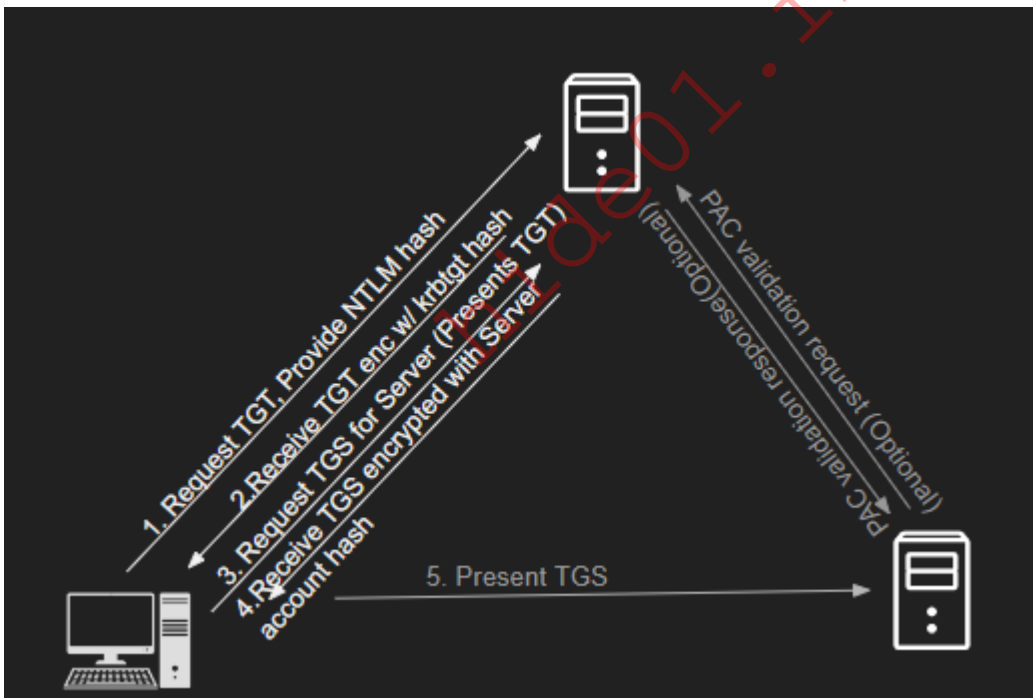 1. Request TGT, Provide NTLM hash
2.Receive TGT enc w/ krbtgt hash
3. Request TGS for Server (Presents TGT)
4.Receive TGS encrypted with Server
account hash
5. Present TGS
PAC validation request (Optional)
PAC validation response(Optional)
hide01.i